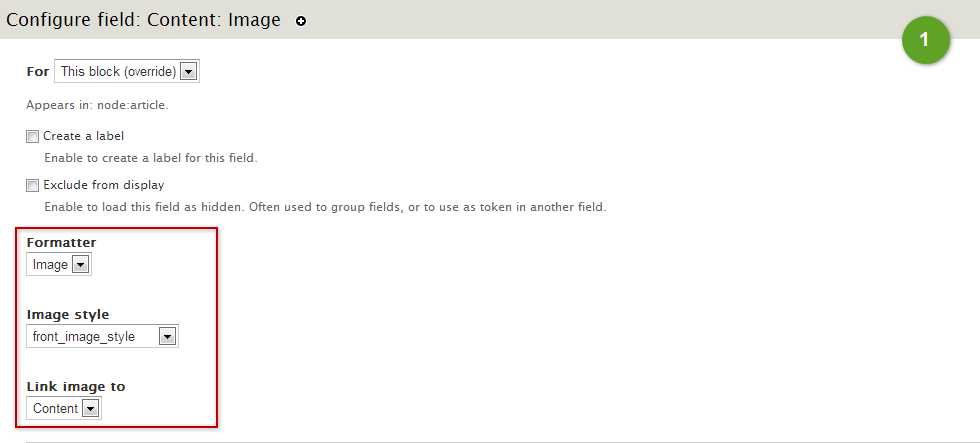 Configure field: Content: Image
1
For This block (override)
Appears in: node:article.
Create a label
Enable to create a label for this field.
Exclude from display
Enable to load this field as hidden. Often used to group fields, or to use as token in another field.
Formatter
Image
Image style
front_image_style
Link image to
Content